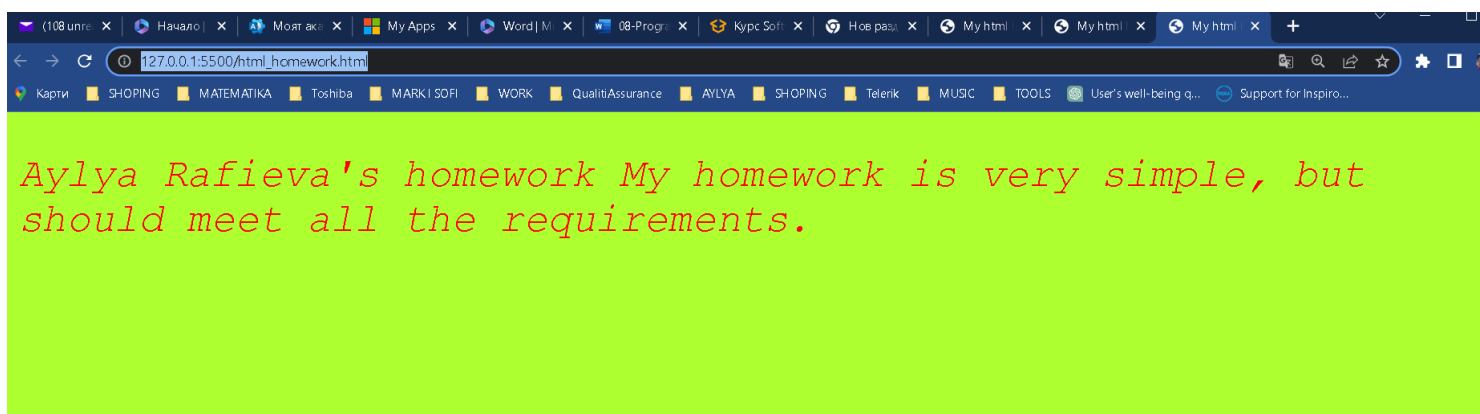 (108 unre
Начало
Моят ака
My Apps
Word | Mi
08-Progra
Курс Soft
Нов разд
My html
My html
My html
127.0.0.1:5500/html_homework.html
Карти
SHOPING
MATEMATIKA
Toshiba
MARK I SOFI
WORK
QualitiAssurance
AYLYA
SHOPING
Telerik
MUSIC
TOOLS
User's well-being q...
Support for Inspiro...
Aylya Rafieva's homework My homework is very simple, but
should meet all the requirements.